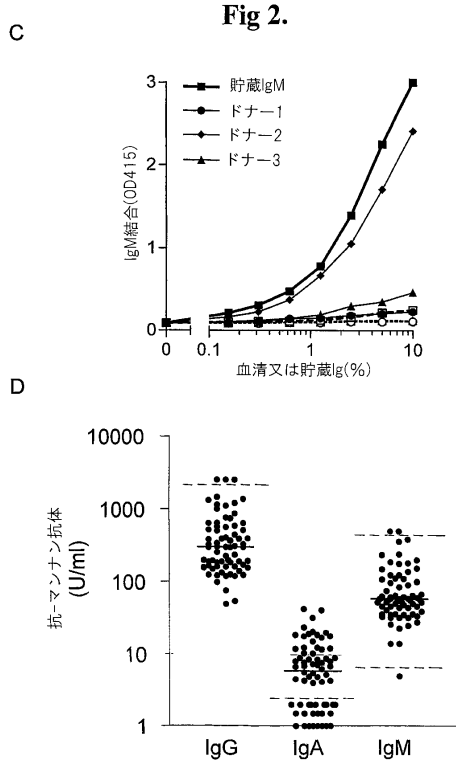 Fig 2.
C
3
2
1
0
IgM結合(OD415)
貯蔵IgM
ドナー1
ドナー2
ドナー3
0 0.1 1 10
血清又は貯蔵Ig(%)
D
10000
1000
100
10
1
抗-マンナン抗体
(U/ml)
IgG IgA IgM